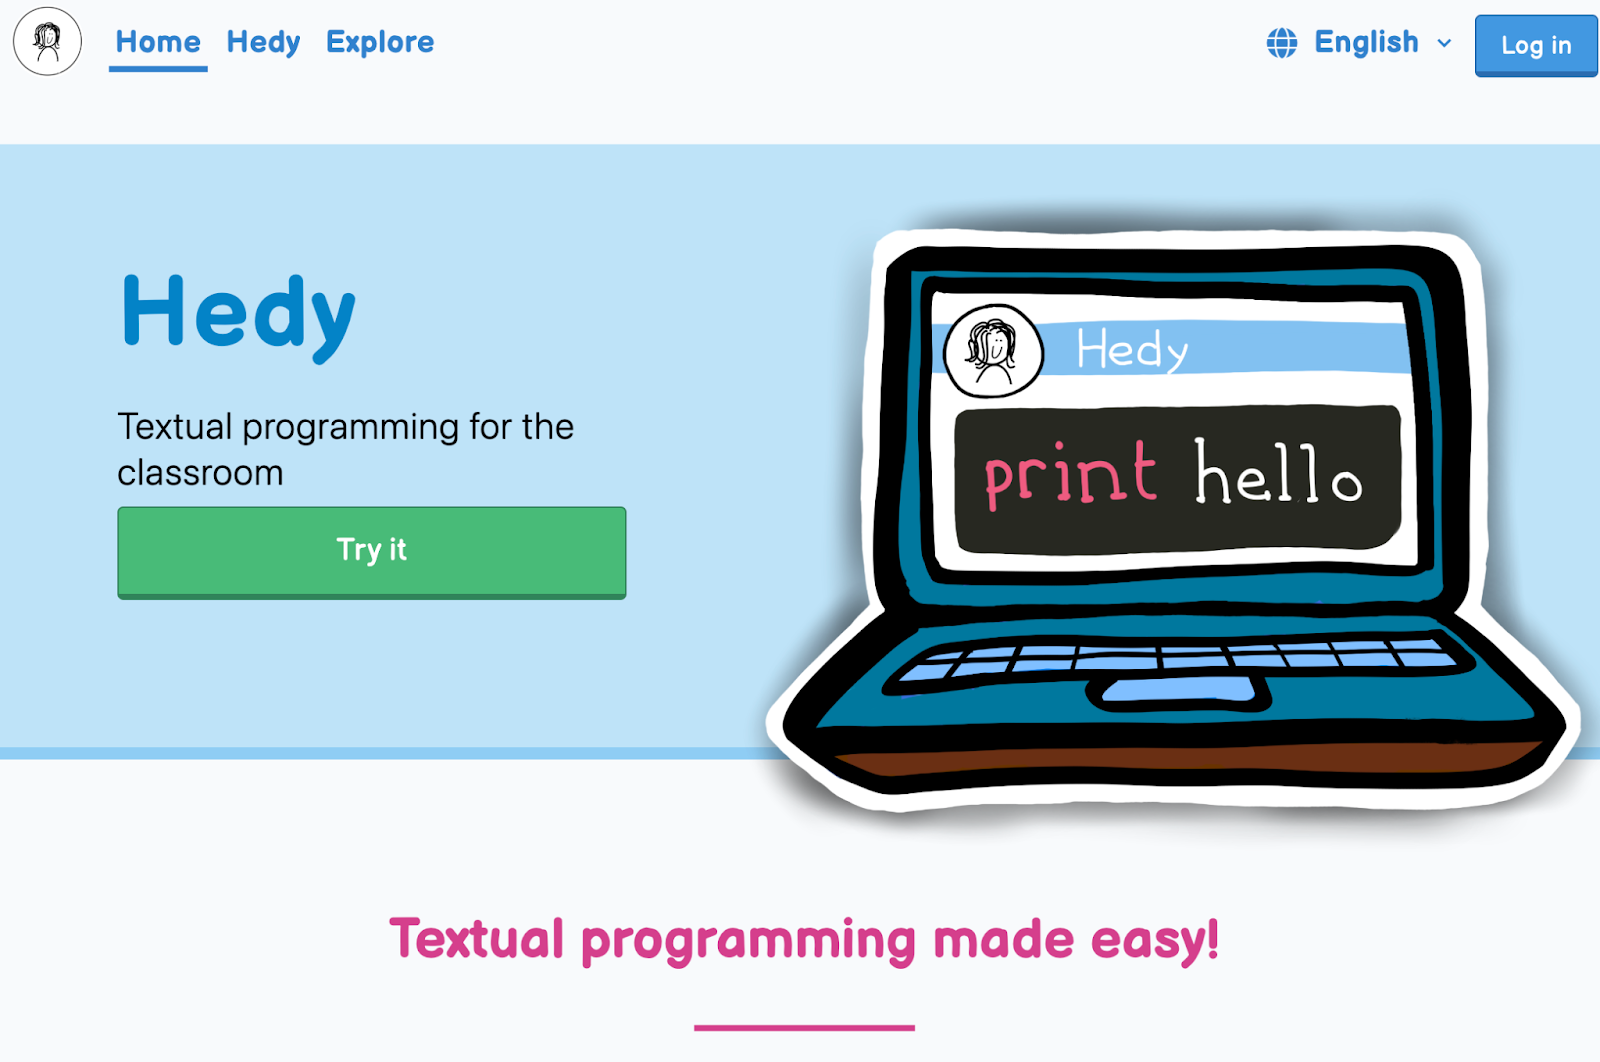 Home Hedy Explore English Log in
Hedy
Textual programming for the
classroom
Try it
Hedy
print hello
Textual programming made easy!